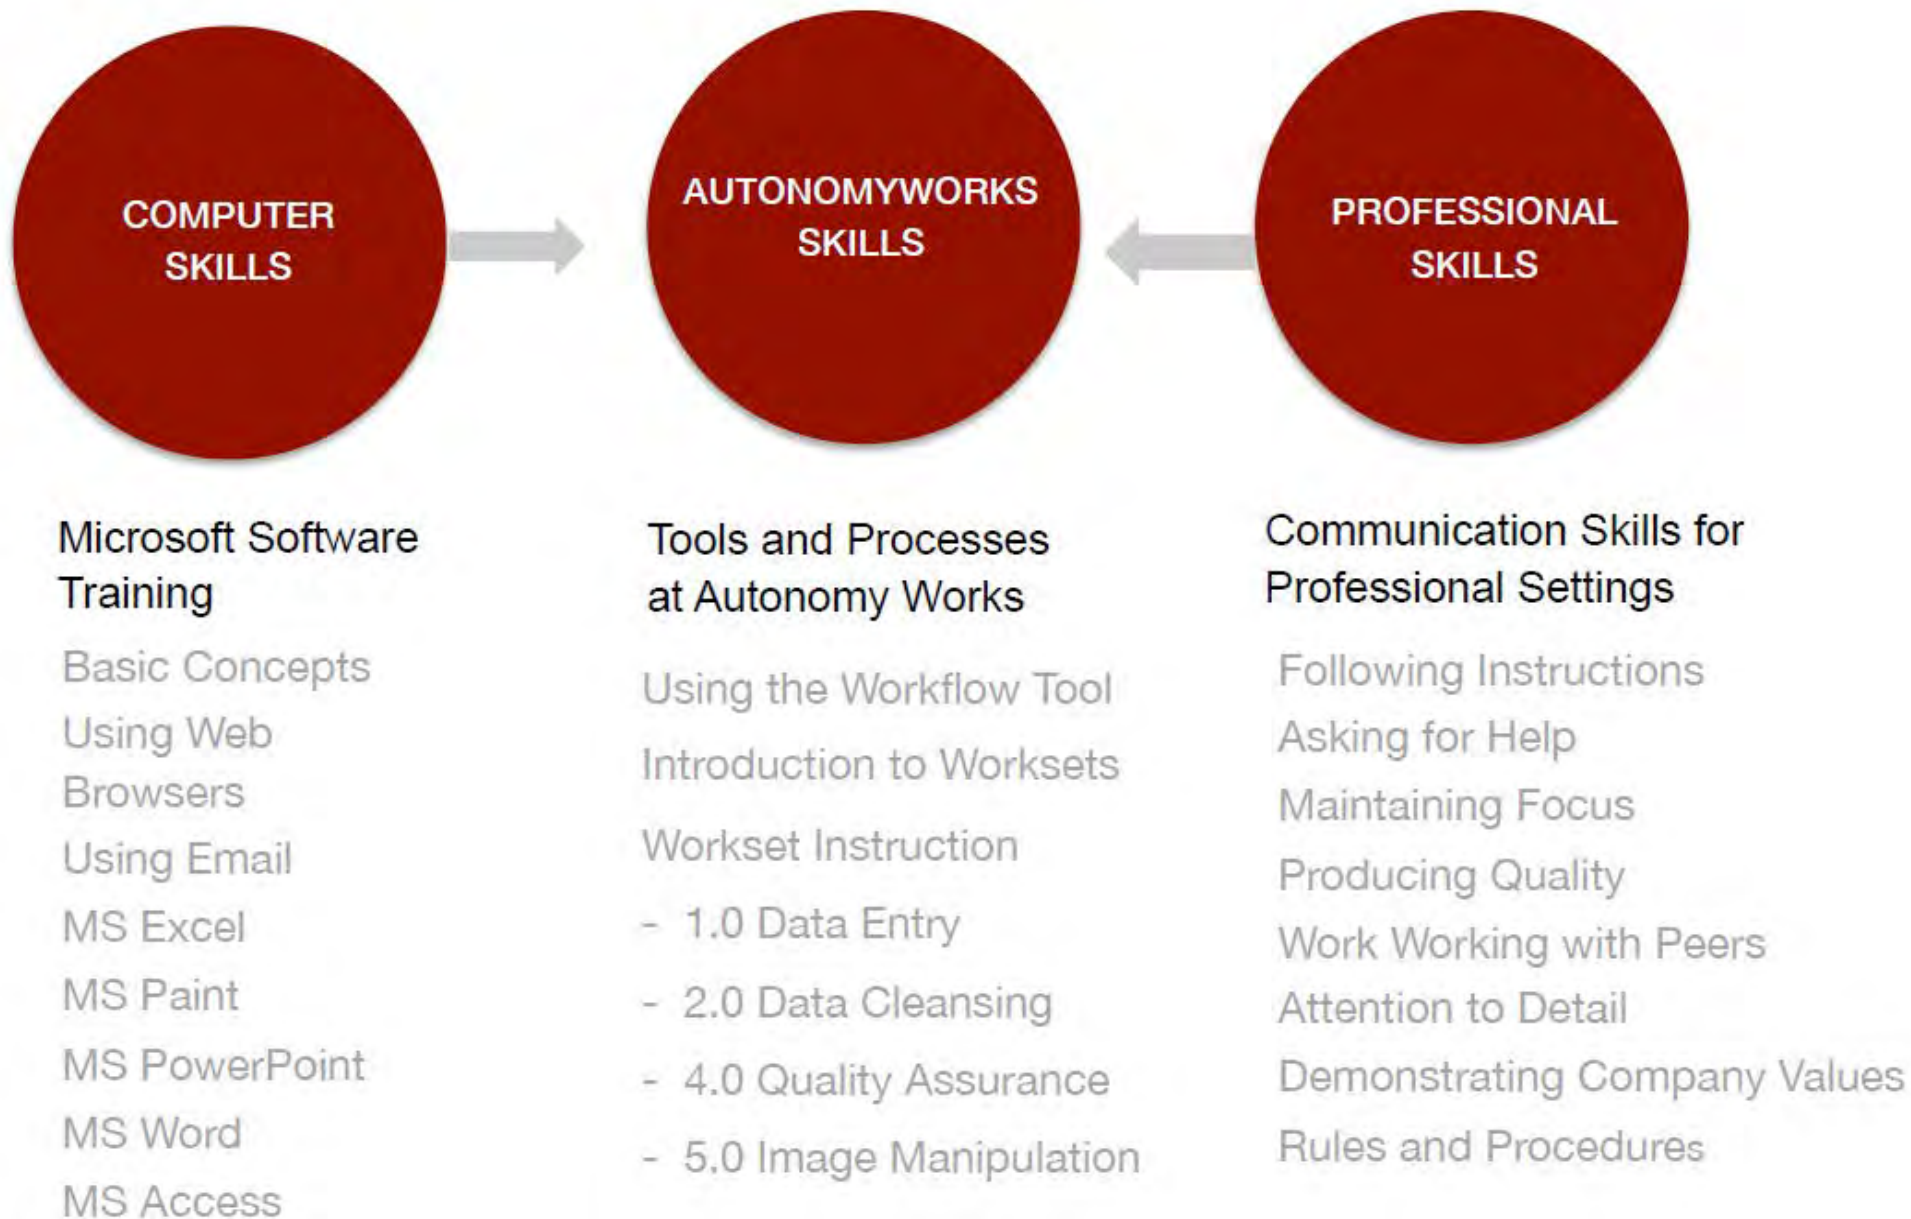 COMPUTER
SKILLS
AUTONOMYWORKS
SKILLS
PROFESSIONAL
SKILLS
Microsoft Software
Training
Basic Concepts
Using Web
Browsers
Using Email
MS Excel
MS Paint
MS PowerPoint
MS Word
MS Access
Tools and Processes
at Autonomy Works
Using the Workflow Tool
Introduction to Worksets
Workset Instruction
- 1.0 Data Entry
- 2.0 Data Cleansing
- 4.0 Quality Assurance
- 5.0 Image Manipulation
Communication Skills for
Professional Settings
Following Instructions
Asking for Help
Maintaining Focus
Producing Quality
Work Working with Peers
Attention to Detail
Demonstrating Company Values
Rules and Procedures